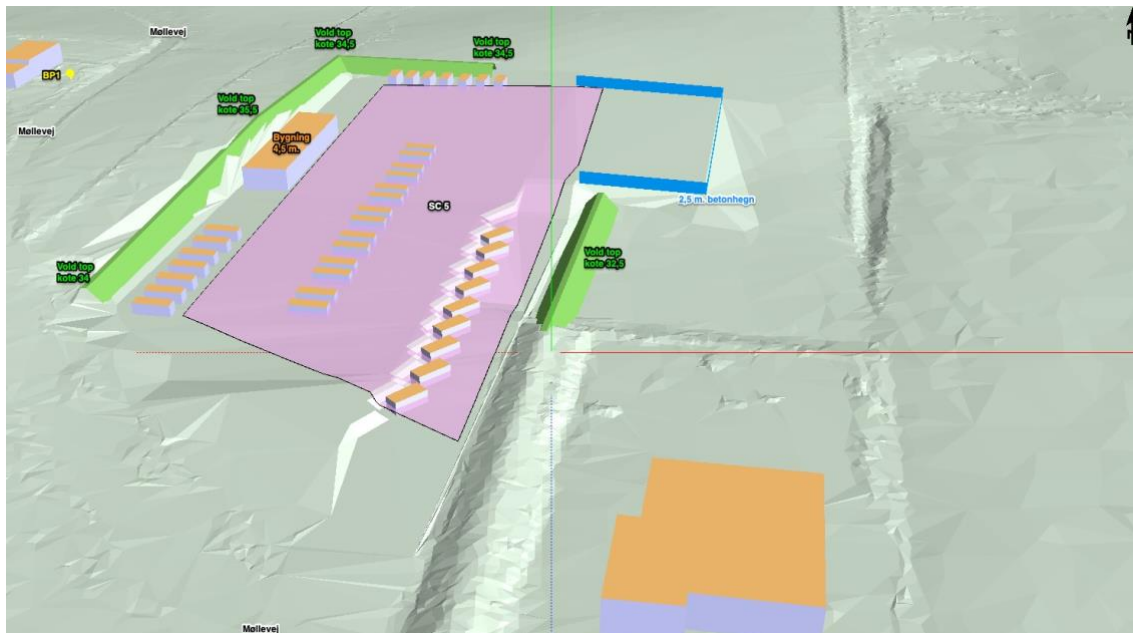 Møllevej
Vold top
kote 34,5
Vold top
kote 34,5
BP1
Vold top
kote 35,5
Møllevej
Bygning
4,5 m.
2,5 m. betonhegn
SC 5
Vold top
kote 32,5
Vold top
kote 34
Møllevej